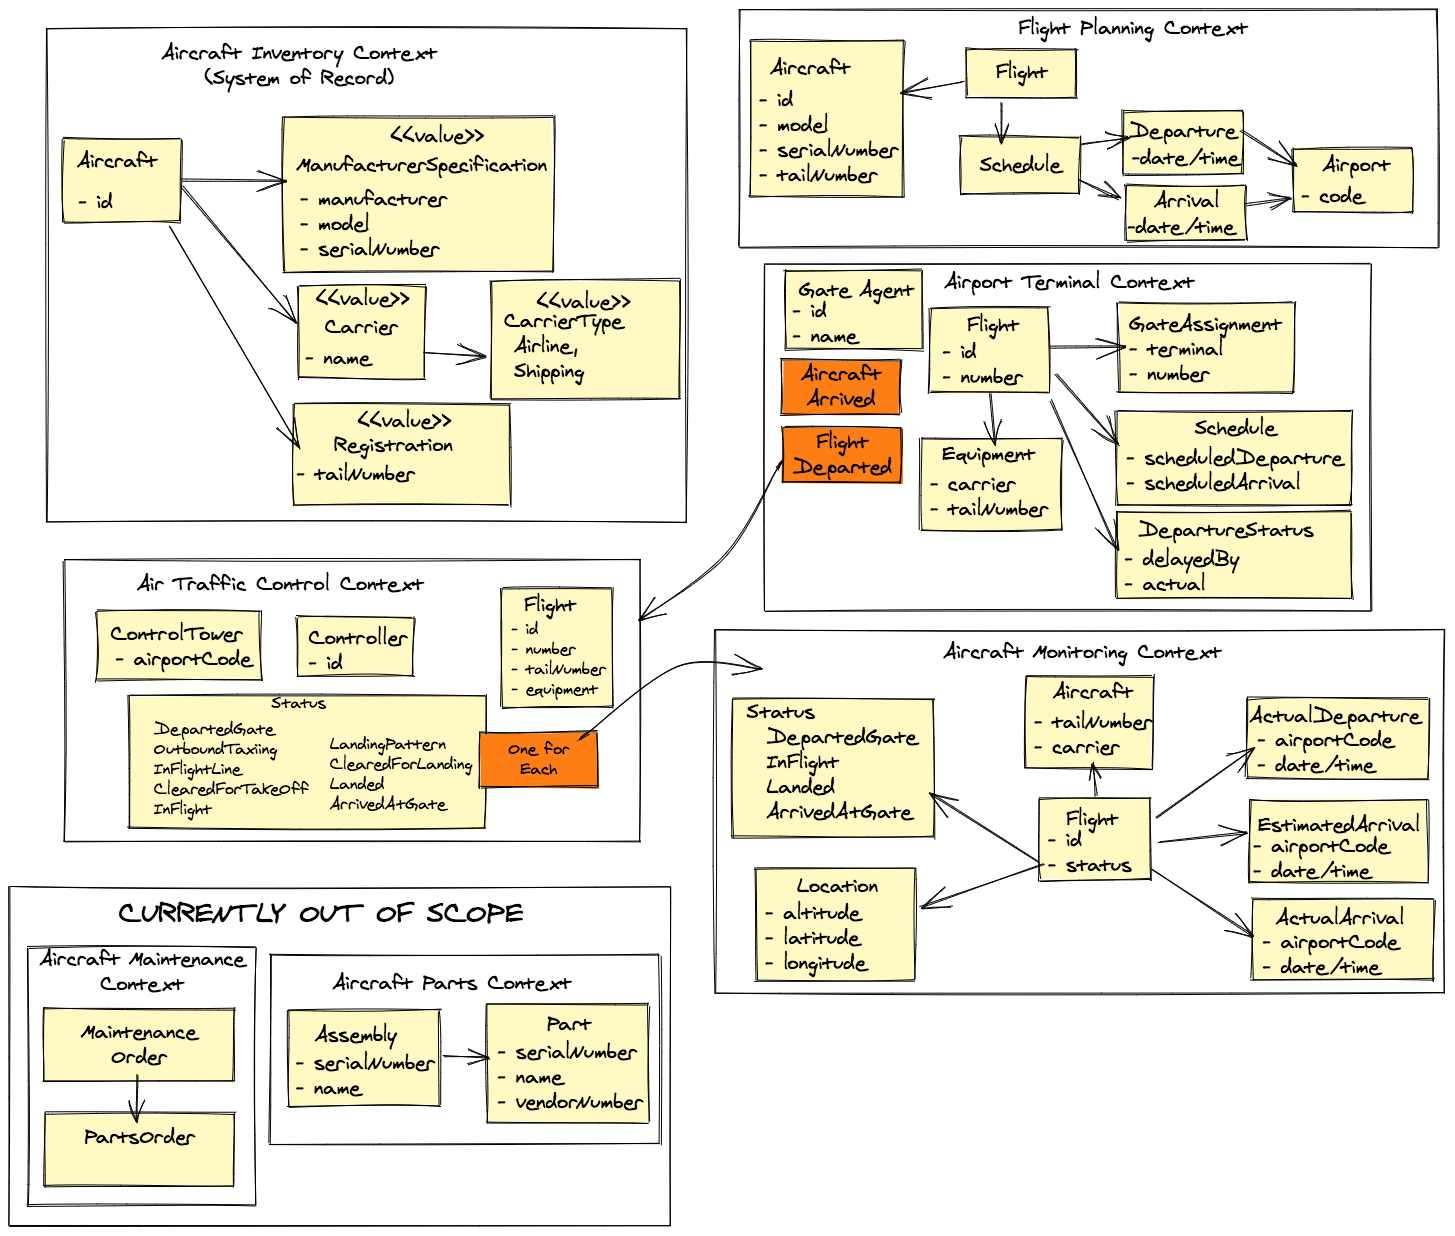 Aircraft Inventory Context
(System of Record)
Aircraft
- id
<<value>>
ManufacturerSpecification
- manufacturer
- model
- serialNumber
<<value>>
Carrier
- name
<<value>>
CarrierType
Airline,
Shipping
<<value>>
Registration
- tailNumber
Flight Planning Context
Aircraft
- id
- model
- serialNumber
- tailNumber
Flight
Schedule
Departure
-date/time
Arrival
-date/time
Airport
- code
Airport Terminal Context
Gate Agent
- id
- name
Aircraft
Arrived
Flight
Departed
Flight
- id
- number
GateAssignment
- terminal
- number
Equipment
- carrier
- tailNumber
Schedule
- scheduledDeparture
- scheduledArrival
DepartureStatus
- delayedBy
- actual
Air Traffic Control Context
ControlTower
- airportCode
Controller
- id
Flight
- id
- number
- tailNumber
- equipment
Status
DepartedGate
OutboundTaxiing
InFlightLine
ClearedForTakeOff
InFlight
LandingPattern
ClearedForLanding
Landed
ArrivedAtGate
One for
Each
Aircraft Monitoring Context
Status
DepartedGate
InFlight
Landed
ArrivedAtGate
Aircraft
- tailNumber
- carrier
Flight
- id
- status
Location
- altitude
- latitude
- longitude
ActualDeparture
- airportCode
- date/time
EstimatedArrival
- airportCode
- date/time
ActualArrival
- airportCode
- date/time
CURRENTLY OUT OF SCOPE
Aircraft Maintenance
Context
Maintenance
Order
PartsOrder
Aircraft Parts Context
Assembly
- serialNumber
- name
Part
- serialNumber
- name
- vendorNumber